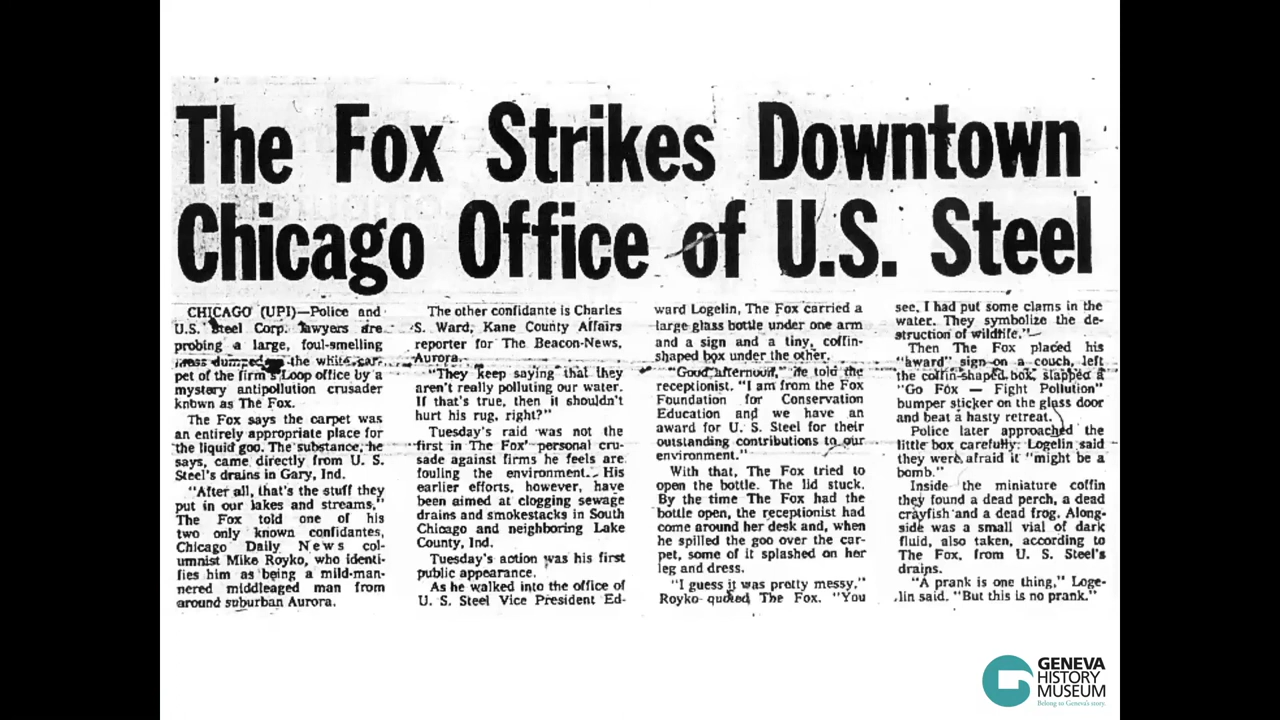 The Fox Strikes Downtown
Chicago Office of U.S. Steel
CHICAGO (UPI)—Police and
U.S. Steel Corp. lawyers are
probing a large, foul-smelling
mess dumped on the white car-
pet of the firm's Loop office by a
mystery antipollution crusader
known as The Fox.
The Fox says the carpet was
an entirely appropriate place for
the liquid goo. The substance, he
says, came directly from U. S.
Steel's drains in Gary, Ind.
"After all, that's the stuff they
put in our lakes and streams,"
The Fox told one of his
two only known confidantes,
Chicago Daily News col-
umnist Mike Royko, who identi-
fies him as being a mild-man-
nered middleaged man from
around suburban Aurora.
The other confidante is Charles
S. Ward, Kane County Affairs
reporter for The Beacon-News,
Aurora.
"They keep saying that they
aren't really polluting our water.
If that's true, then it shouldn't
hurt his rug, right?"
Tuesday's raid was not the
first in The Fox' personal cru-
sade against firms he feels are
fouling the environment. His
earlier efforts, however, have
been aimed at clogging sewage
drains and smokestacks in South
Chicago and neighboring Lake
County, Ind.
Tuesday's action was his first
public appearance.
As he walked into the office of
U. S. Steel Vice President Ed-
ward Logelin, The Fox carried a
large glass bottle under one arm
and a sign and a tiny, coffin-
shaped box under the other.
"Good afternoon," he told the
receptionist. "I am from the Fox
Foundation for Conservation
Education and we have an
award for U. S. Steel for their
outstanding contributions to our
environment."
With that, The Fox tried to
open the bottle. The lid stuck.
By the time The Fox had the
bottle open, the receptionist had
come around her desk and, when
he spilled the goo over the car-
pet, some of it splashed on her
leg and dress.
"I guess it was pretty messy,"
Royko quoted The Fox. "You
see, I had put some clams in the
water. They symbolize the de-
struction of wildlife."
Then The Fox placed his
"award" sign on a couch, left
the coffin-shaped box, slapped a
"Go Fox — Fight Pollution"
bumper sticker on the glass door
and beat a hasty retreat.
Police later approached the
little box carefully. Logelin said
they were afraid it "might be a
bomb."
Inside the miniature coffin
they found a dead perch, a dead
crayfish and a dead frog. Along-
side was a small vial of dark
fluid, also taken, according to
The Fox, from U. S. Steel's
drains.
"A prank is one thing," Loge-
lin said. "But this is no prank."
GENEVA
HISTORY
MUSEUM
Belong to Geneva's story.